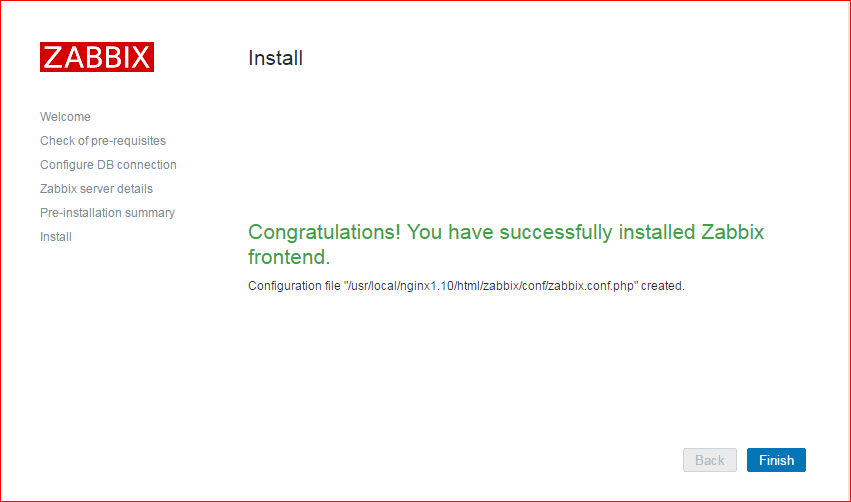 ZABBIX
Install
Welcome
Check of pre-requisites
Configure DB connection
Zabbix server details
Pre-installation summary
Install
Congratulations! You have successfully installed Zabbix
frontend.
Configuration file "/usr/local/nginx1.10/html/zabbix/conf/zabbix.conf.php" created.
Back
Finish